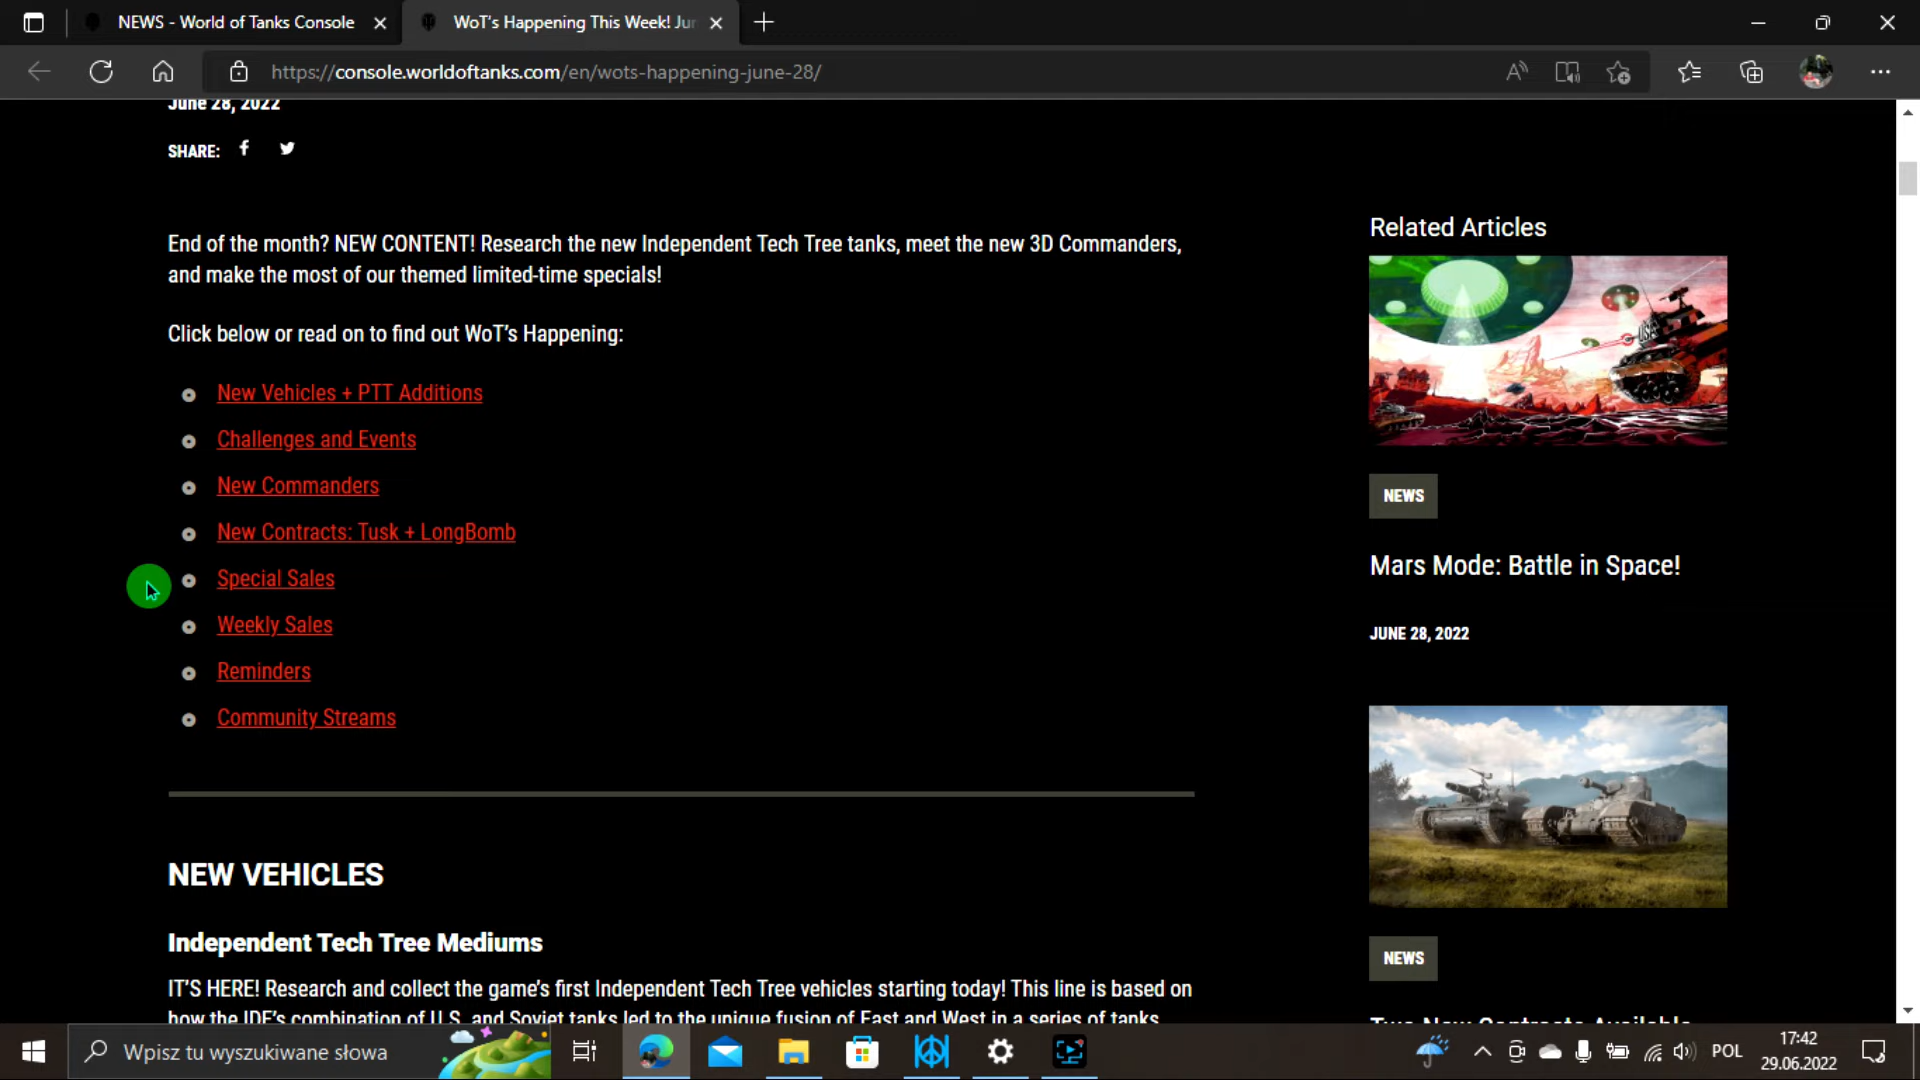 NEWS - World of Tanks Console
WoT's Happening This Week! Jun
https://console.worldoftanks.com/en/wots-happening-june-28/
June 28, 2022
SHARE:
End of the month? NEW CONTENT! Research the new Independent Tech Tree tanks, meet the new 3D Commanders,
and make the most of our themed limited-time specials!
Click below or read on to find out WoT's Happening:
New Vehicles + PTT Additions
Challenges and Events
New Commanders
New Contracts: Tusk + LongBomb
Special Sales
Weekly Sales
Reminders
Community Streams
NEW VEHICLES
Independent Tech Tree Mediums
IT'S HERE! Research and collect the game's first Independent Tech Tree vehicles starting today! This line is based on
how the IDF's combination of U.S. and Soviet tanks led to the unique fusion of East and West in a series of tanks
Related Articles
NEWS
Mars Mode: Battle in Space!
JUNE 28, 2022
NEWS
Two New Contracts Available
Wpisz tu wyszukiwane słowa
POL
17:42
29.06.2022